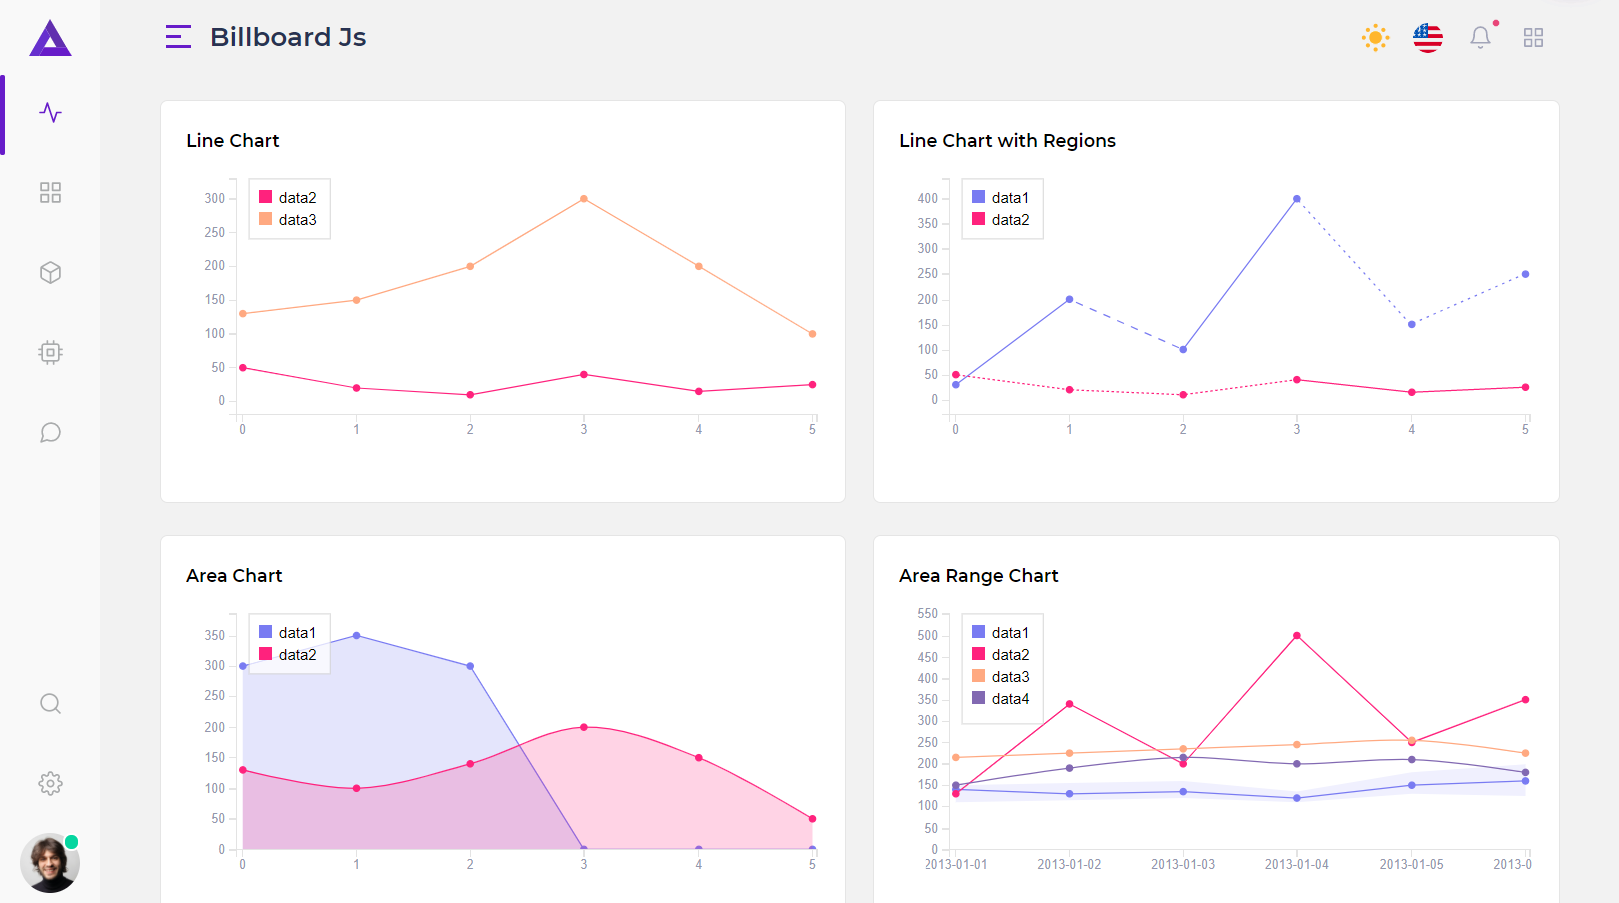 Billboard Js
Line Chart
data2
data3
300
250
200
150
100
50
0
0 1 2 3 4 5
Line Chart with Regions
data1
data2
400
350
300
250
200
150
100
50
0
0 1 2 3 4 5
Area Chart
data1
data2
350
300
250
200
150
100
50
0
0 1 2 3 4 5
Area Range Chart
data1
data2
data3
data4
550
500
450
400
350
300
250
200
150
100
50
0
2013-01-01 2013-01-02 2013-01-03 2013-01-04 2013-01-05 2013-0